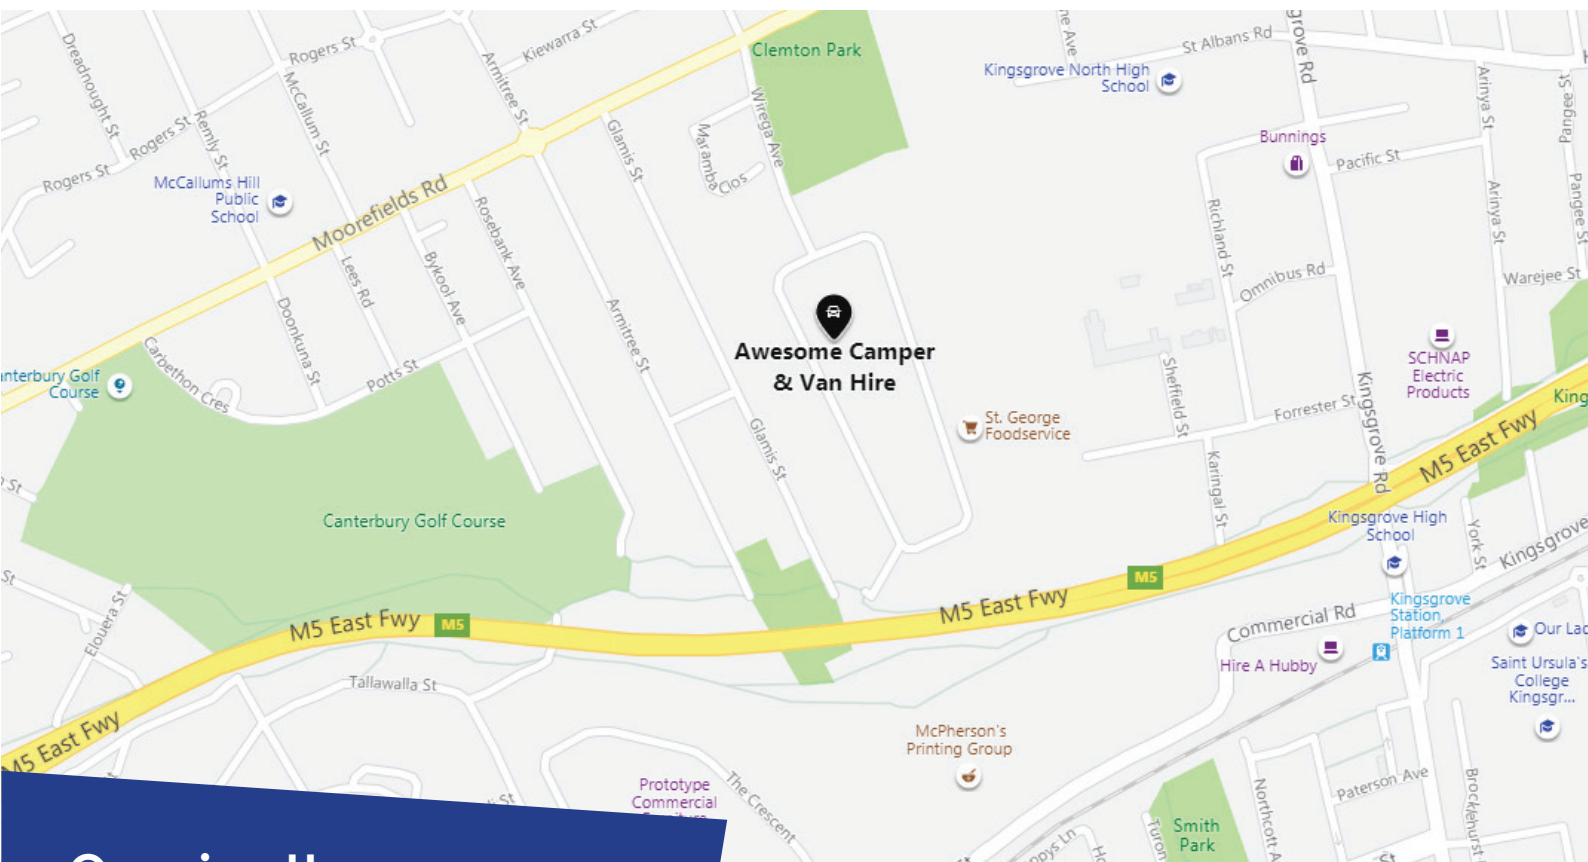 Clemton Park
Rogers St
Kiewarra St
St Albans Rd
Kingsgrove North High
School
Dreadnought St
McCallum St
Armitree St
Arinya St
Pangee St
Remly St
Rogers St
Glamis St
Wirega Ave
Bunnings
Pacific St
Rogers St
McCallums Hill
Public
School
Maramba
Clos
Moorefields Rd
Rosebank Ave
Richland St
Arinya St
Pangee St
Lees Rd
Bykool Ave
Omnibus Rd
Warejee St
Doonkuna St
Armitree St
Awesome Camper
& Van Hire
SCHNAP
Electric
Products
Carbethon Cres
Potts St
Sheffield St
Kingsgrove Rd
Forrester St
Glamis St
St. George
Foodservice
Karingal St
M5 East Fwy
Canterbury Golf Course
Kingsgrove High
School
York St
Kingsgrove
M5
M5 East Fwy
M5 East Fwy
M5
Elouera St
Commercial Rd
Kingsgrove
Station,
Platform 1
Hire A Hubby
Saint Ursula's
College
Kingsgr...
Tallawalla St
M5 East Fwy
McPherson's
Printing Group
Prototype
Commercial
The Crescent
Paterson Ave
Smith
Park